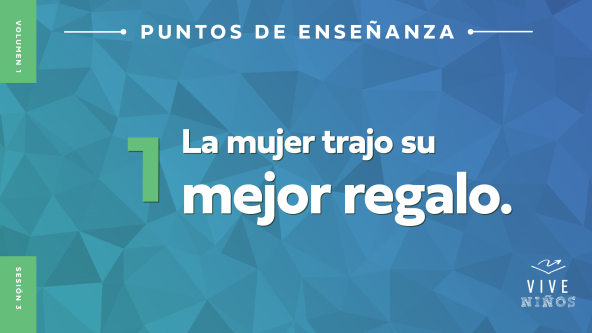 VOLUMEN 1
PUNTOS DE ENSEÑANZA
1
La mujer trajo su
mejor regalo.
SESIÓN 3
VIVE
NIÑOS